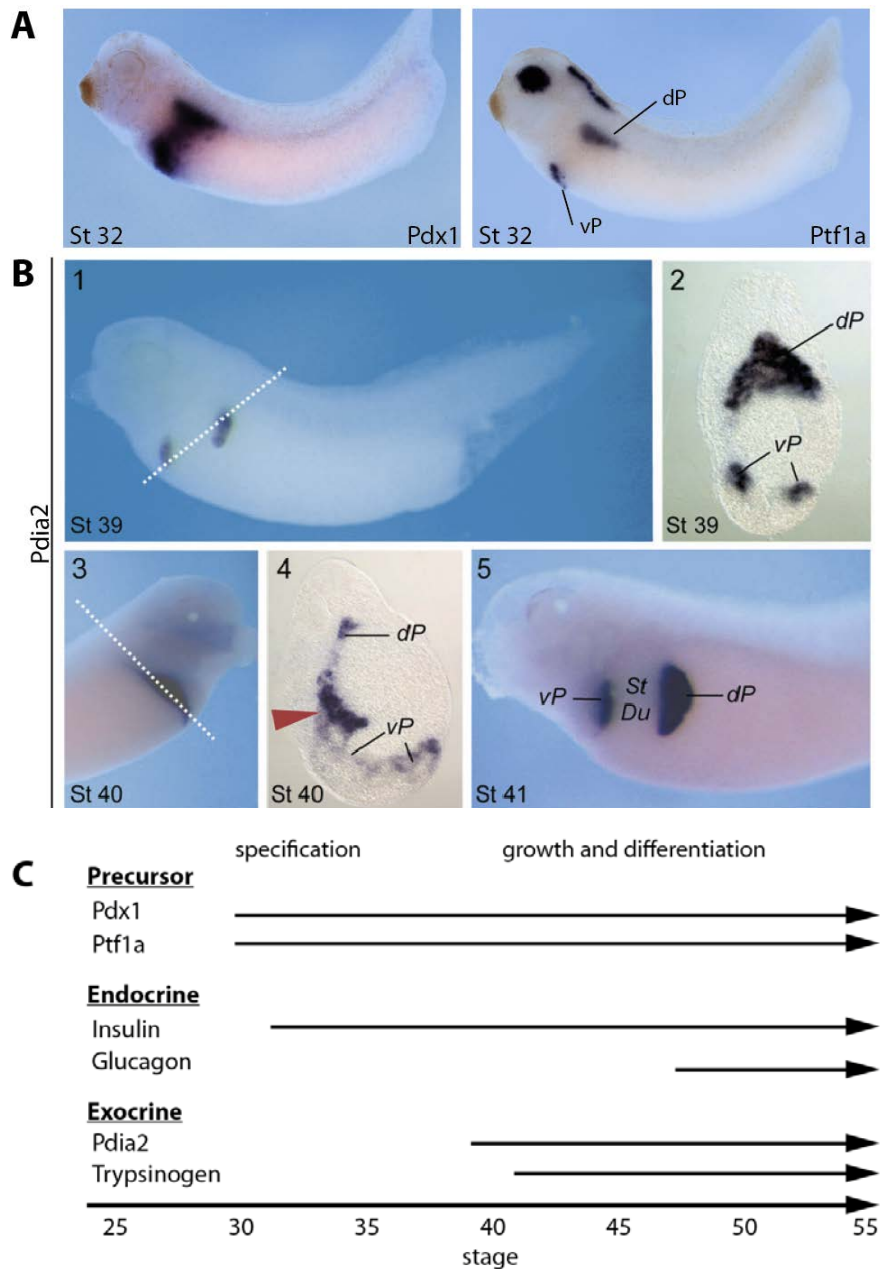 A
dP
vP
St 32
Pdx1
St 32
Ptf1a
B
Pdia2
1
St 39
2
dP
vP
St 39
3
St 40
4
dP
vP
St 40
5
vP
St
Du
dP
St 41
C
specification
growth and differentiation
Precursor
Pdx1
Ptf1a
Endocrine
Insulin
Glucagon
Exocrine
Pdia2
Trypsinogen
25 30 35 40 45 50 55
stage